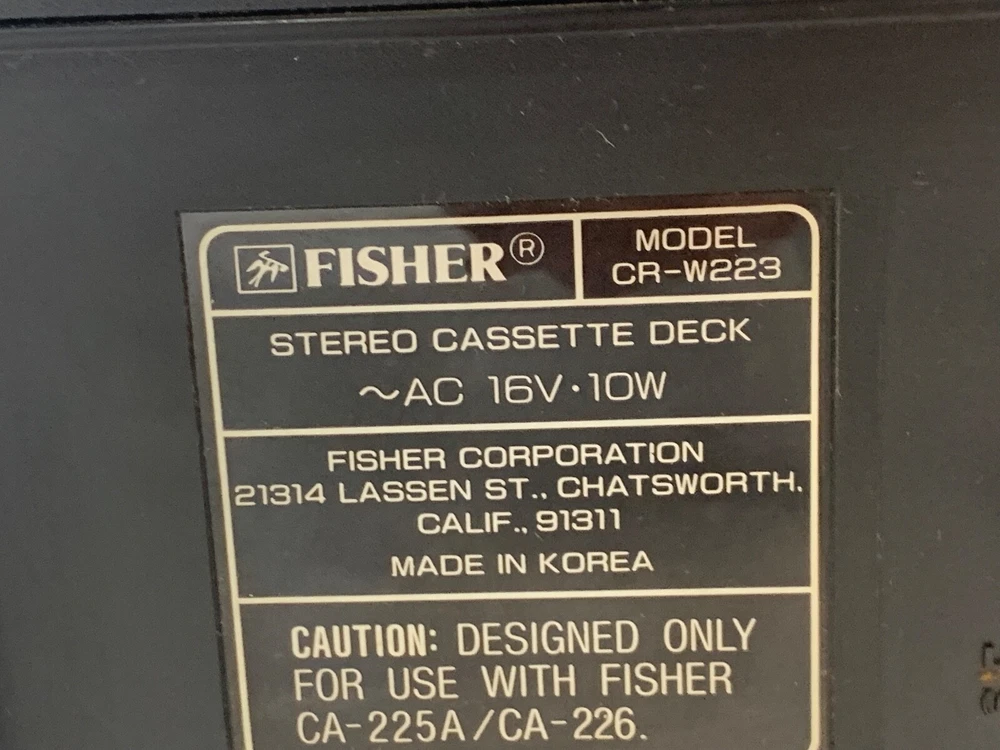 FISHER®
MODEL
CR-W223
STEREO CASSETTE DECK
~AC 16V·10W
FISHER CORPORATION
21314 LASSEN ST., CHATSWORTH.
CALIF., 91311
MADE IN KOREA
CAUTION: DESIGNED ONLY
FOR USE WITH FISHER
CA-225A/CA-226.